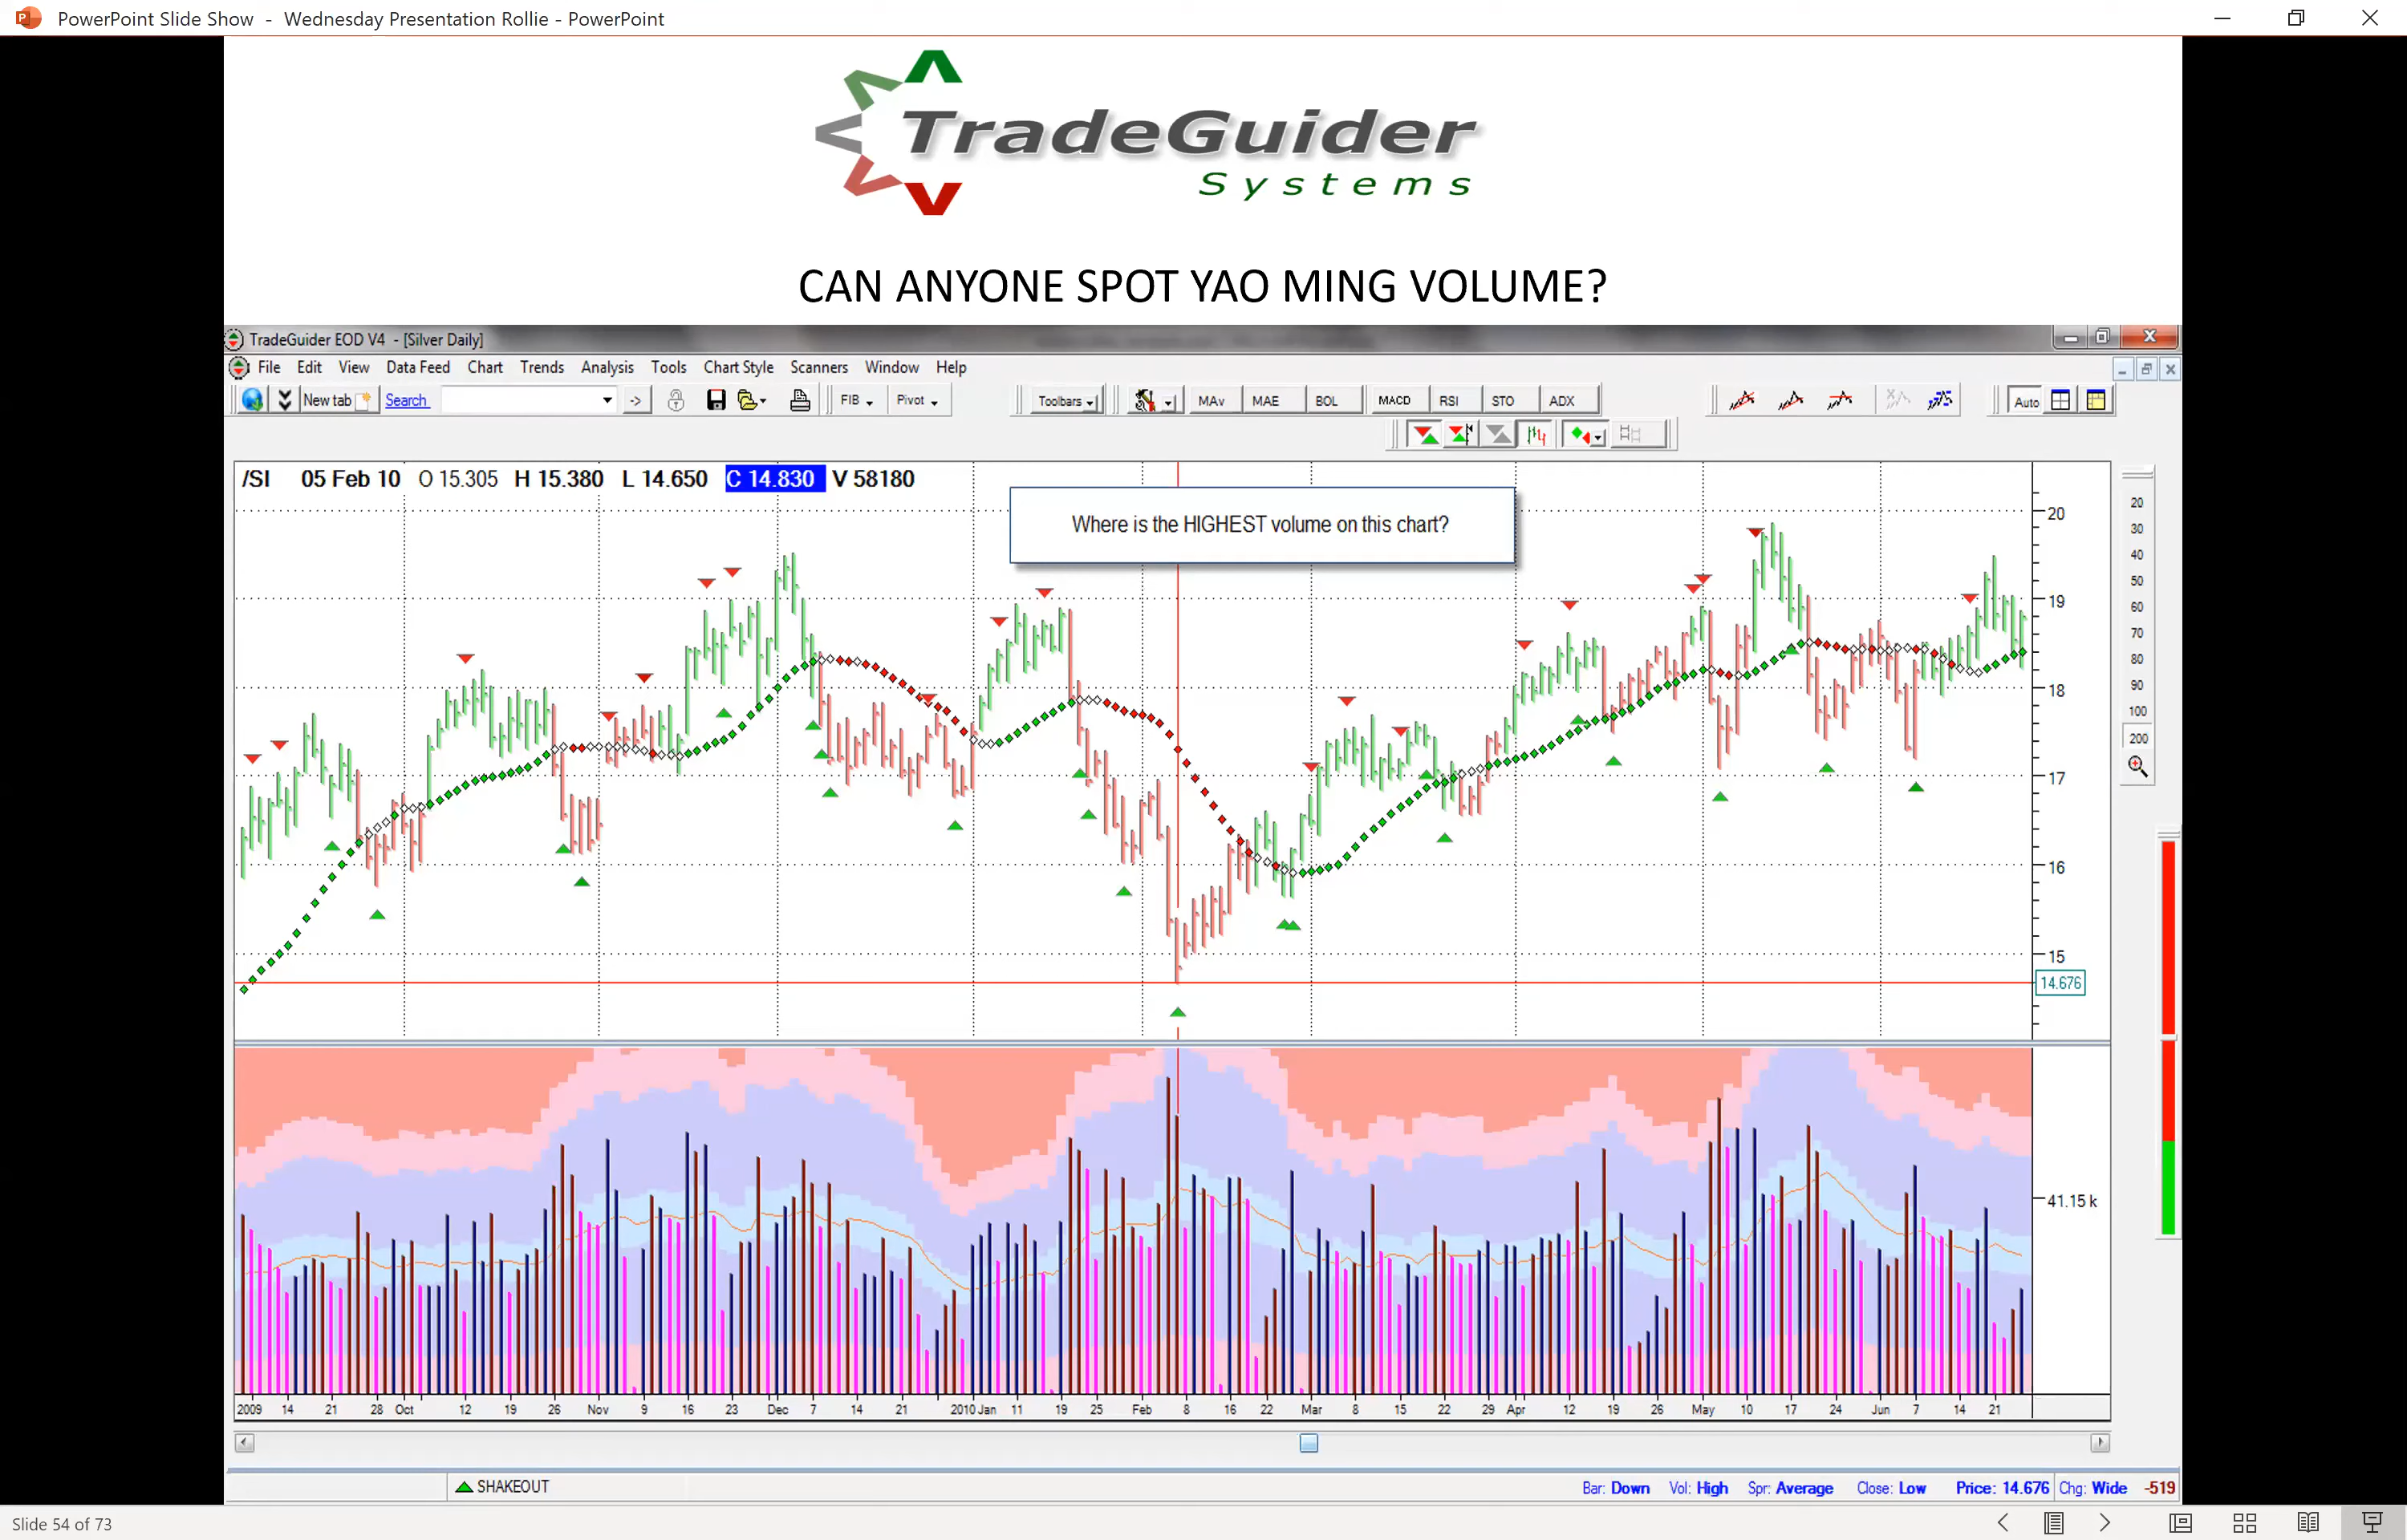 PowerPoint Slide Show - Wednesday Presentation Rollie - PowerPoint
TradeGuider
Systems
CAN ANYONE SPOT YAO MING VOLUME?
TradeGuider EOD V4 - [Silver Daily]
File Edit View Data Feed Chart Trends Analysis Tools Chart Style Scanners Window Help
New tab Search -> FIB Pivot Toolbars MAv MAE BOL MACD RSI STO ADX Auto
/SI 05 Feb 10 O 15.305 H 15.380 L 14.650 C 14.830 V 58180
Where is the HIGHEST volume on this chart?
20
19
18
17
16
15
14.676
20
30
40
50
60
70
80
90
100
200
41.15 k
2009 14 21 28 Oct 12 19 26 Nov 9 16 23 Dec 7 14 21 2010 Jan 11 19 25 Feb 8 16 22 Mar 8 15 22 29 Apr 12 19 26 May 10 17 24 Jun 7 14 21
SHAKEOUT
Bar: Down Vol: High Spr: Average Close: Low Price: 14.676 Chg: Wide -519
Slide 54 of 73